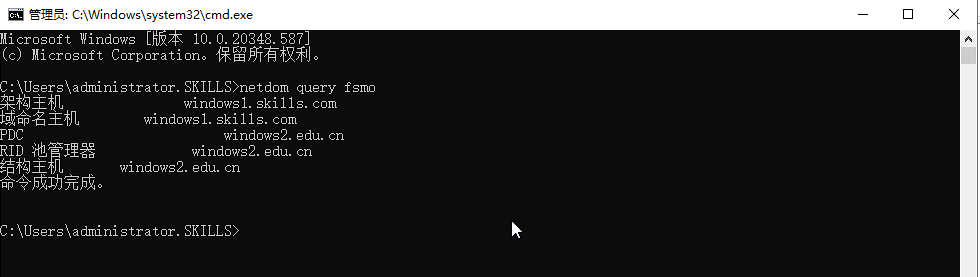 管理员: C:\Windows\system32\cmd.exe
Microsoft Windows [版本 10.0.20348.587]
(c) Microsoft Corporation。保留所有权利。
C:\Users\administrator.SKILLS>netdom query fsmo
架构主机 windows1.skills.com
域命名主机 windows1.skills.com
PDC windows2.edu.cn
RID 池管理器 windows2.edu.cn
结构主机 windows2.edu.cn
命令成功完成。
C:\Users\administrator.SKILLS>